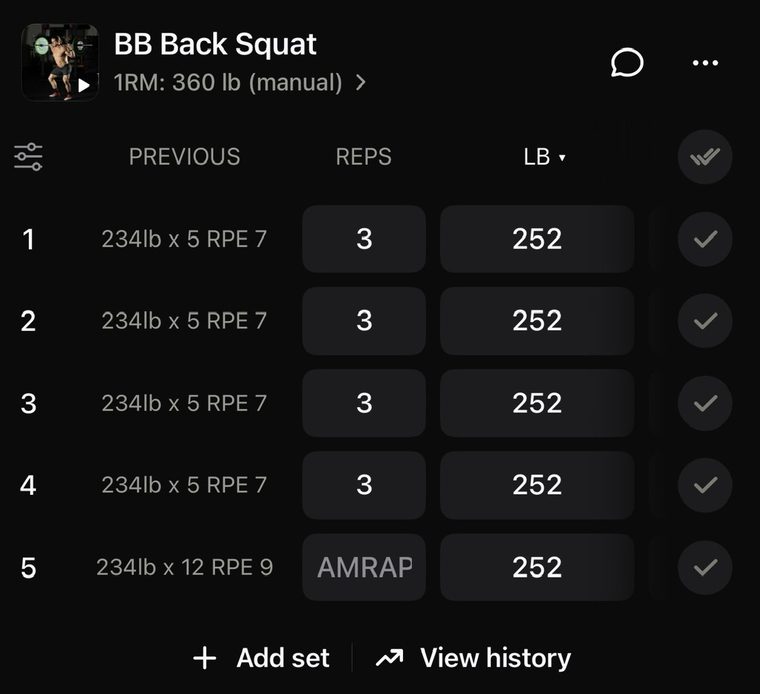 BB Back Squat
1RM: 360 lb (manual)
PREVIOUS REPS LB
1 234lb x 5 RPE 7 3 252
2 234lb x 5 RPE 7 3 252
3 234lb x 5 RPE 7 3 252
4 234lb x 5 RPE 7 3 252
5 234lb x 12 RPE 9 AMRAP 252
+ Add set View history